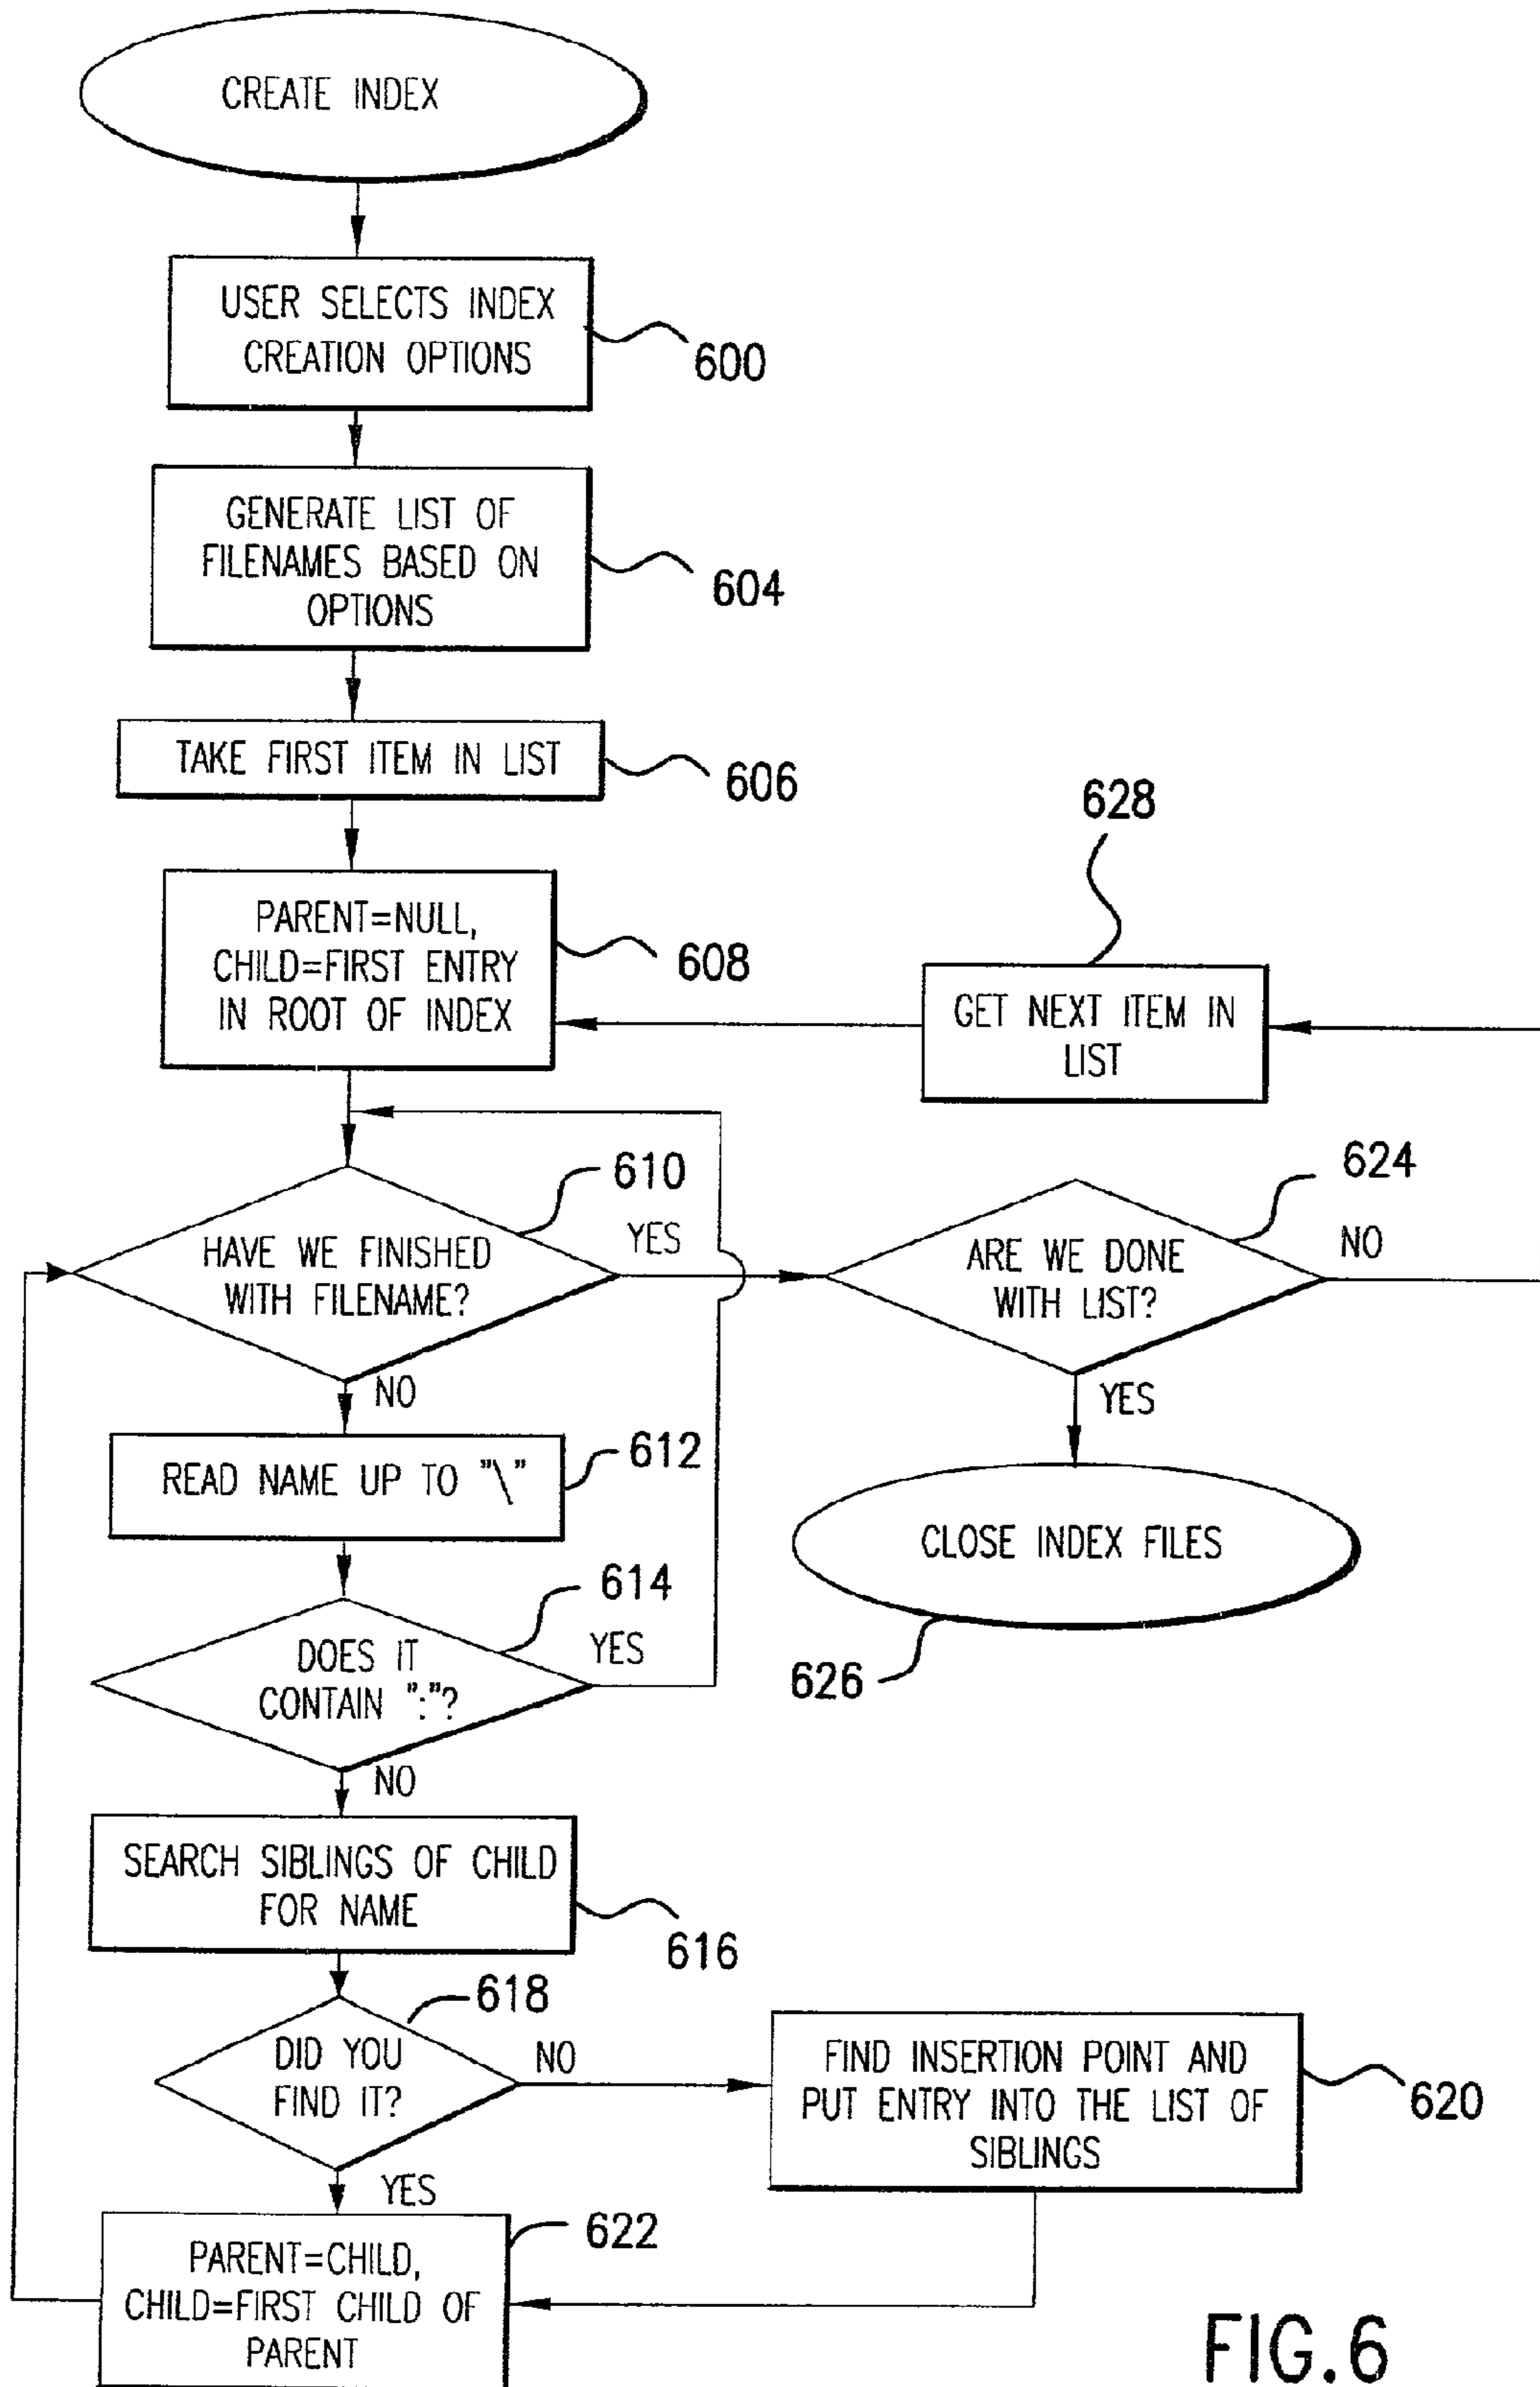 CREATE INDEX
USER SELECTS INDEX
CREATION OPTIONS
600
GENERATE LIST OF
FILENAMES BASED ON
OPTIONS
604
TAKE FIRST ITEM IN LIST
606
PARENT=NULL,
CHILD=FIRST ENTRY
IN ROOT OF INDEX
608
628
GET NEXT ITEM IN
LIST
610
HAVE WE FINISHED
WITH FILENAME?
YES
NO
624
ARE WE DONE
WITH LIST?
NO
YES
READ NAME UP TO "\"
612
CLOSE INDEX FILES
626
614
DOES IT
CONTAIN ":"?
YES
NO
SEARCH SIBLINGS OF CHILD
FOR NAME
616
618
DID YOU
FIND IT?
NO
YES
FIND INSERTION POINT AND
PUT ENTRY INTO THE LIST OF
SIBLINGS
620
622
PARENT=CHILD,
CHILD=FIRST CHILD OF
PARENT
FIG.6